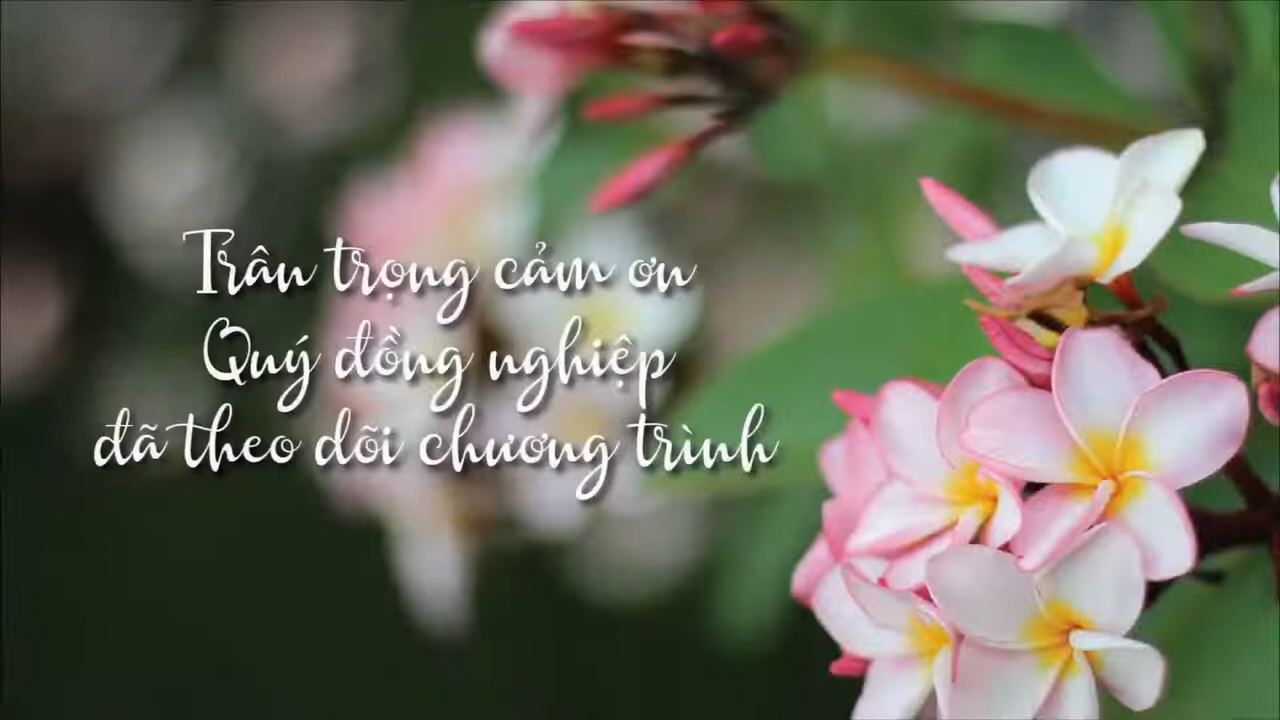 Trân trọng cảm ơn
Quý đồng nghiệp
đã theo dõi chương trình